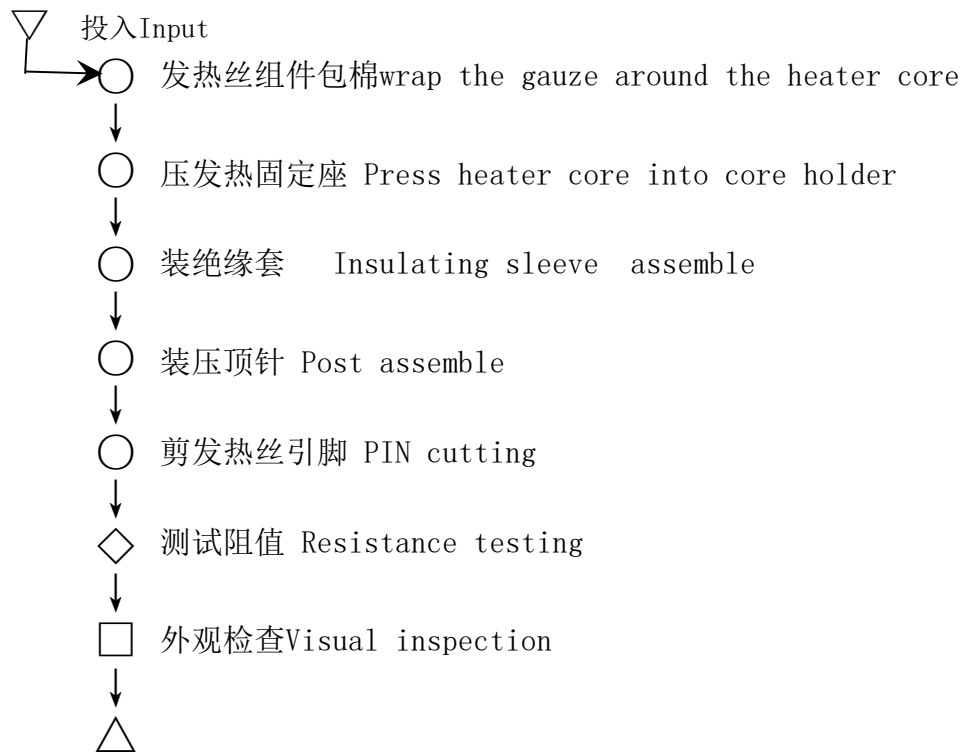 投入Input
发热丝组件包棉wrap the gauze around the heater core
压发热固定座 Press heater core into core holder
装绝缘套 Insulating sleeve assemble
装压顶针 Post assemble
剪发热丝引脚 PIN cutting
测试阻值 Resistance testing
外观检查Visual inspection